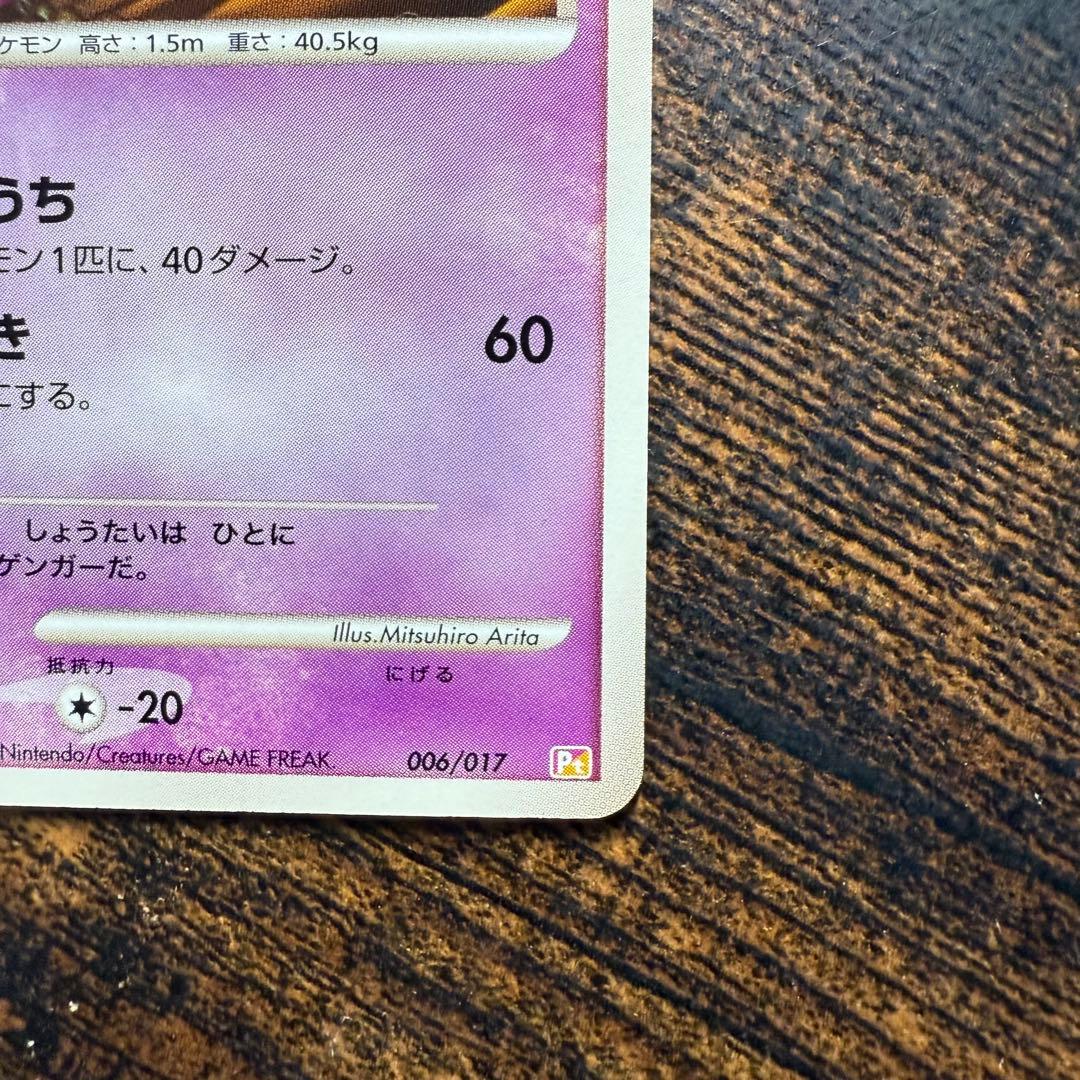 ケモン 高さ：1.5m 重さ：40.5kg
うち
モン1匹に、40ダメージ。
き 60
にする。
しょうたいは ひとに
ゲンガーだ。
Illus.Mitsuhiro Arita
抵抗力 にげる
-20
Nintendo/Creatures/GAME FREAK. 006/017 Pt